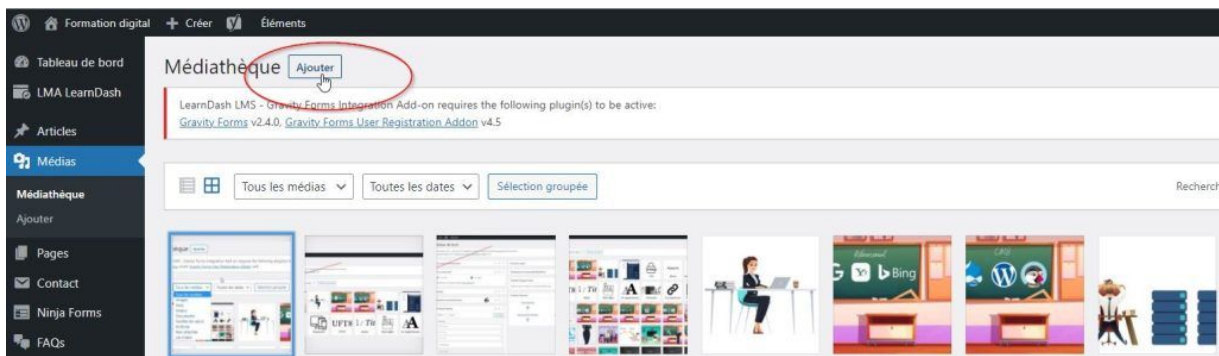 Formation digital + Créer Éléments
Tableau de bord
LMA LearnDash
Articles
Médias
Médiathèque
Ajouter
Pages
Contact
Ninja Forms
FAQs
Médiathèque Ajouter
LearnDash LMS - Gravity Forms Integration Add-on requires the following plugin(s) to be active:
Gravity Forms v2.4.0, Gravity Forms User Registration Addon v4.5
Tous les médias Toutes les dates Sélection groupée Recherch
G Bing
CMS